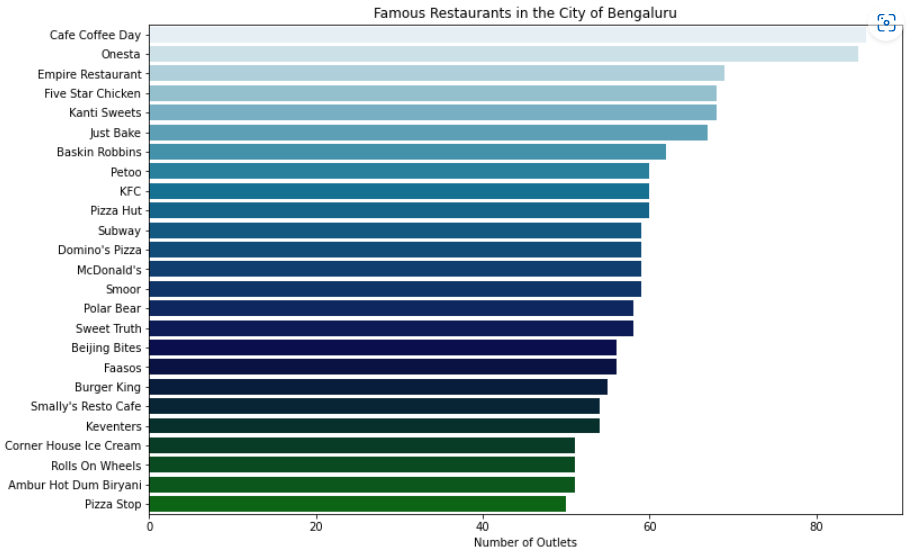 Famous Restaurants in the City of Bengaluru
Cafe Coffee Day
Onesta
Empire Restaurant
Five Star Chicken
Kanti Sweets
Just Bake
Baskin Robbins
Petoo
KFC
Pizza Hut
Subway
Domino's Pizza
McDonald's
Smoor
Polar Bear
Sweet Truth
Beijing Bites
Faasos
Burger King
Smally's Resto Cafe
Keventers
Corner House Ice Cream
Rolls On Wheels
Ambur Hot Dum Biryani
Pizza Stop
0 20 40 60 80
Number of Outlets